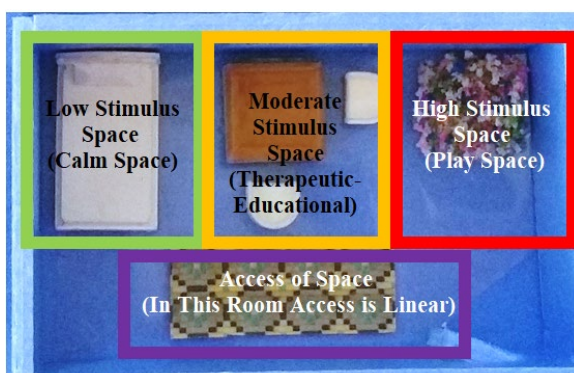 Low Stimulus
Space
(Calm Space)
Moderate
Stimulus
Space
(Therapeutic-
Educational)
High Stimulus
Space
(Play Space)
Access of Space
(In This Room Access is Linear)